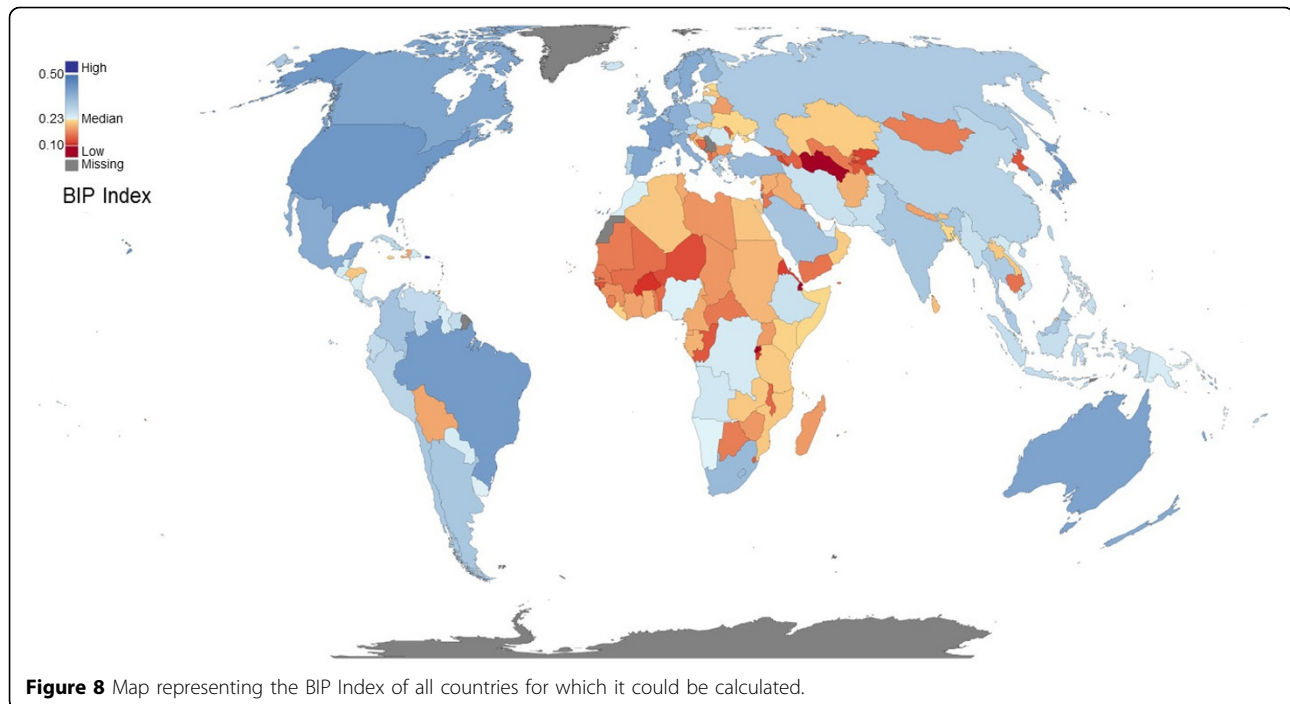 High
0.50
Median
0.23
0.10 Low
Missing
BIP Index
Figure 8 Map representing the BIP Index of all countries for which it could be calculated.